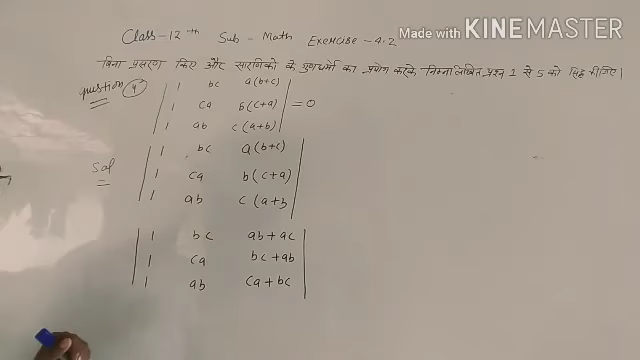 Made with KINEMASTER
Class-12th Sub - Math Exercise - 4.2
बिना प्रसरण किए और सारणिकों के गुणधर्मो का प्रयोग करके निम्नलिखित प्रश्न 1 से 5 को सिद्ध कीजिए।
Question 4
| 1 bc a(b+c) |
| 1 ca b(c+a) | = 0
| 1 ab c(a+b) |
Sol
| 1 bc a(b+c) |
| 1 ca b(c+a) |
| 1 ab c(a+b |
| 1 bc ab+ac |
| 1 ca bc+ab |
| 1 ab ca+bc |